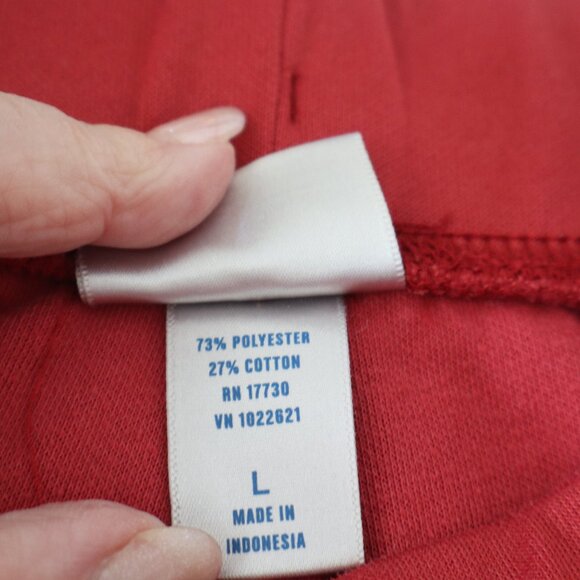 73% POLYESTER
27% COTTON
RN 17730
VN 1022621
L
MADE IN
INDONESIA